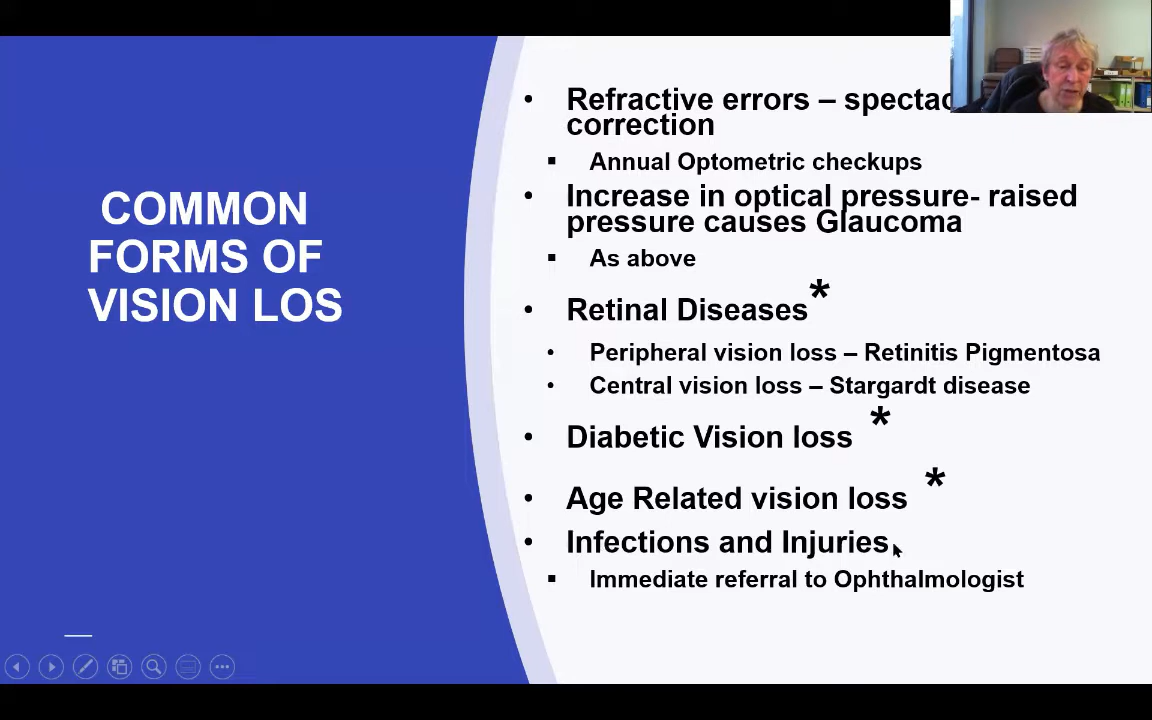 COMMON
FORMS OF
VISION LOS
• Refractive errors –
correction
▪ Annual Optometric checkups
• Increase in optical pressure- raised
pressure causes Glaucoma
▪ As above
• Retinal Diseases*
• Peripheral vision loss – Retinitis Pigmentosa
• Central vision loss – Stargardt disease
• Diabetic Vision loss *
• Age Related vision loss *
• Infections and Injuries
▪ Immediate referral to Ophthalmologist